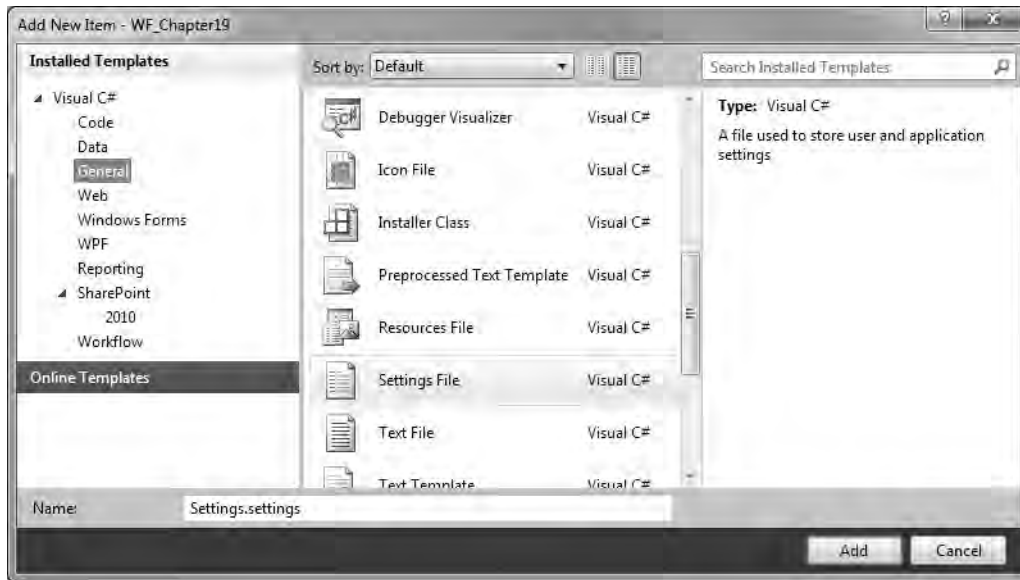 Add New Item - WF_Chapter19
Installed Templates
Visual C#
Code
Data
General
Web
Windows Forms
WPF
Reporting
SharePoint
2010
Workflow
Online Templates
Sort by: Default
Debugger Visualizer Visual C#
Icon File Visual C#
Installer Class Visual C#
Preprocessed Text Template Visual C#
Resources File Visual C#
Settings File Visual C#
Text File Visual C#
Text Template Visual C#
Search Installed Templates
Type: Visual C#
A file used to store user and application
settings
Name: Settings.settings
Add Cancel